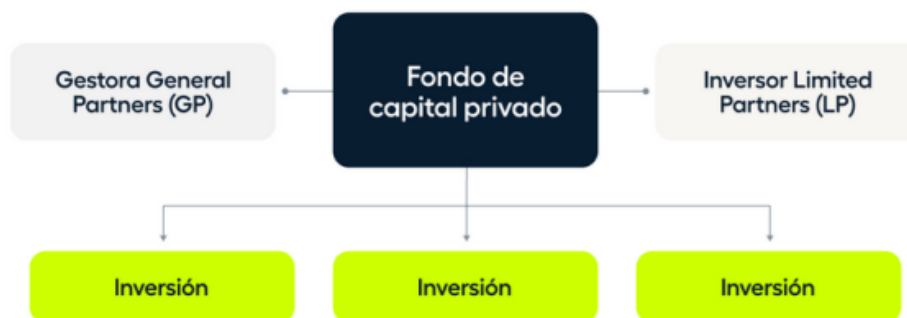 Gestora General
Partners (GP)
Fondo de
capital privado
Inversor Limited
Partners (LP)
Inversión
Inversión
Inversión